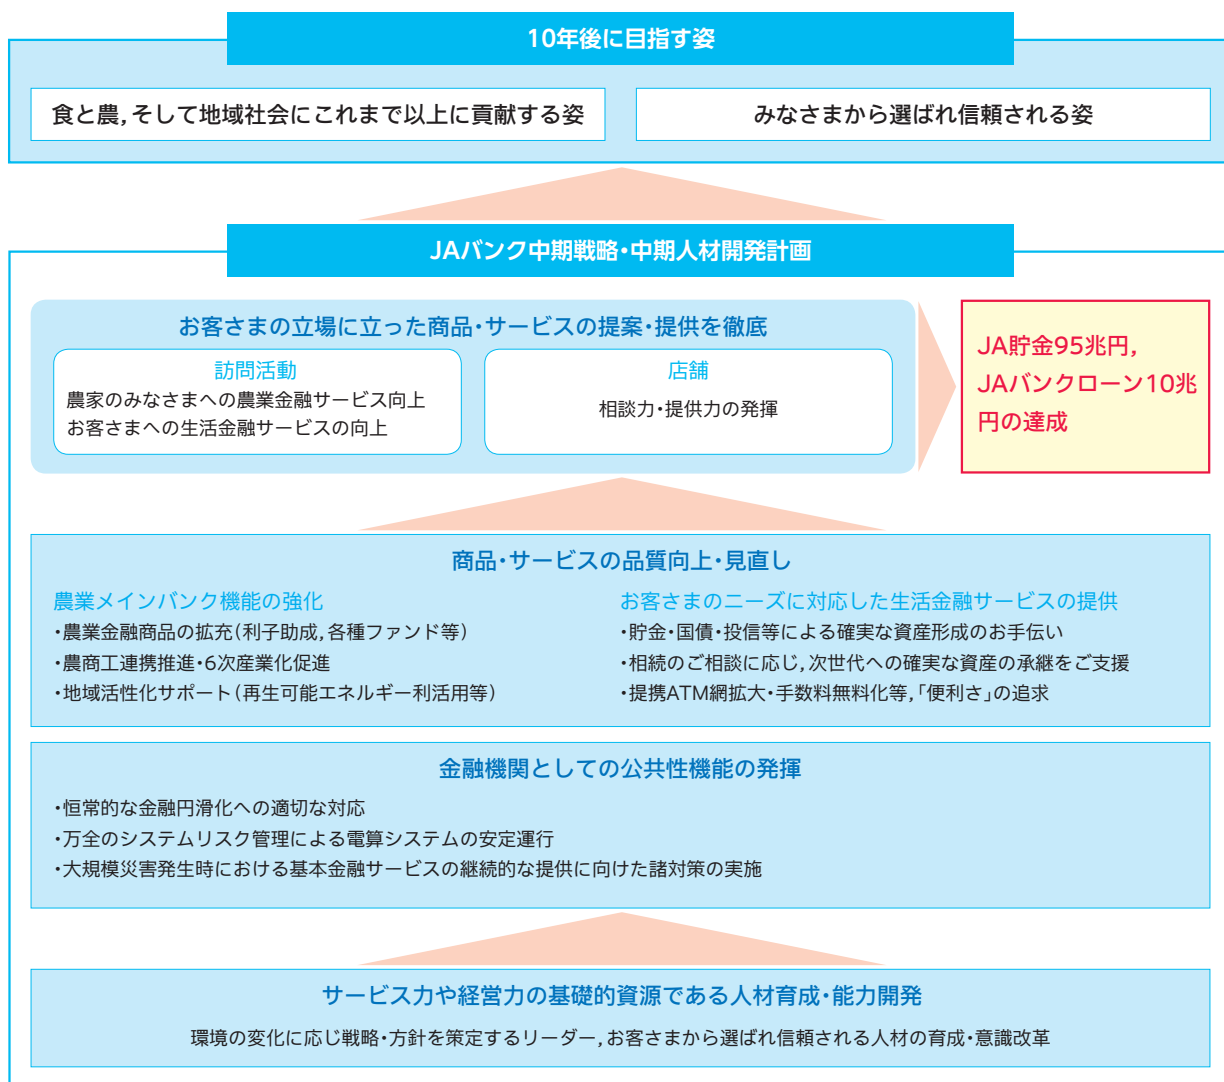 10年後に目指す姿
食と農,そして地域社会にこれまで以上に貢献する姿
みなさまから選ばれ信頼される姿
JAバンク中期戦略・中期人材開発計画
お客さまの立場に立った商品・サービスの提案・提供を徹底
訪問活動
農家のみなさまへの農業金融サービス向上
お客さまへの生活金融サービスの向上
店舗
相談力・提供力の発揮
JA貯金95兆円,
JAバンクローン10兆
円の達成
商品・サービスの品質向上・見直し
農業メインバンク機能の強化
・農業金融商品の拡充(利子助成,各種ファンド等)
・農商工連携推進・6次産業化促進
・地域活性化サポート(再生可能エネルギー利活用等)
お客さまのニーズに対応した生活金融サービスの提供
・貯金・国債・投信等による確実な資産形成のお手伝い
・相続のご相談に応じ,次世代への確実な資産の承継をご支援
・提携ATM網拡大・手数料無料化等,「便利さ」の追求
金融機関としての公共性機能の発揮
・恒常的な金融円滑化への適切な対応
・万全のシステムリスク管理による電算システムの安定運行
・大規模災害発生時における基本金融サービスの継続的な提供に向けた諸対策の実施
サービス力や経営力の基礎的資源である人材育成・能力開発
環境の変化に応じ戦略・方針を策定するリーダー,お客さまから選ばれ信頼される人材の育成・意識改革